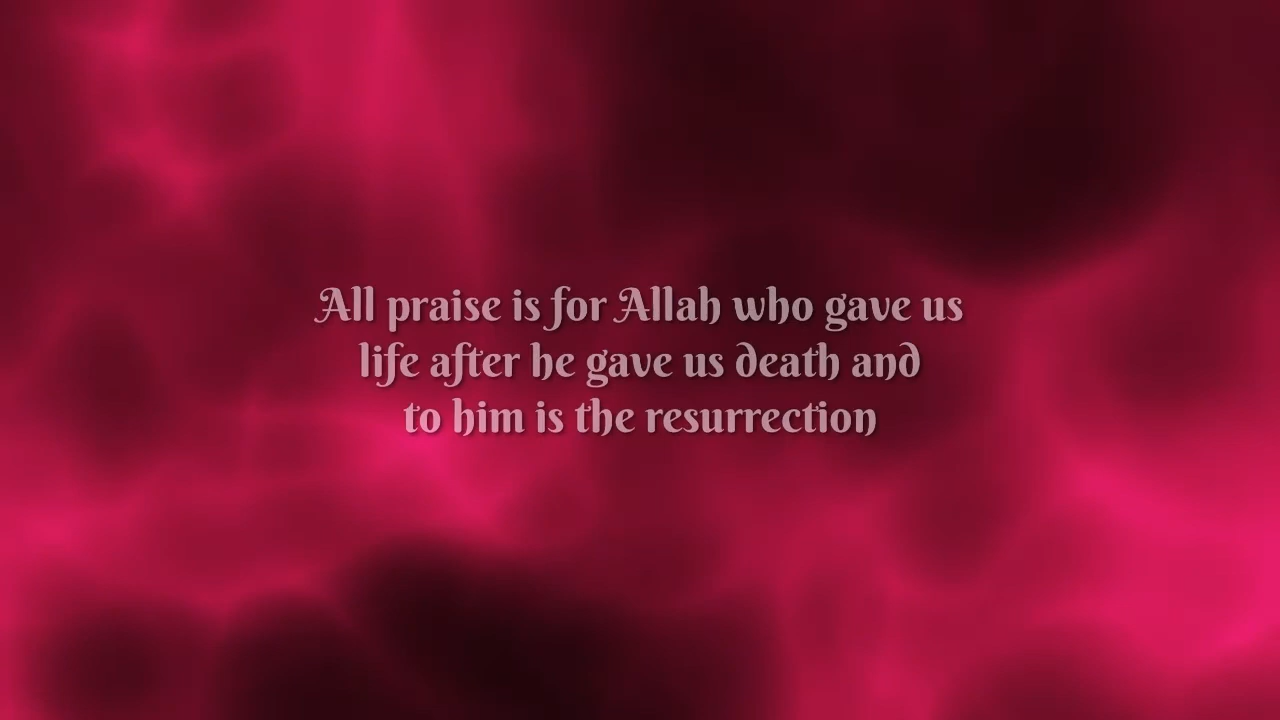 All praise is for Allah who gave us
life after he gave us death and
to him is the resurrection